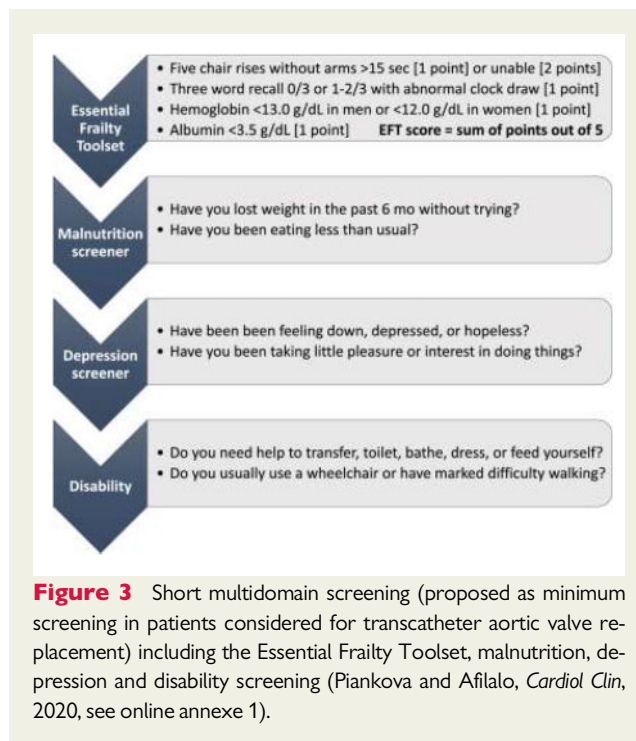 Essential
Frailty
Toolset
• Five chair rises without arms >15 sec [1 point] or unable [2 points]
• Three word recall 0/3 or 1-2/3 with abnormal clock draw [1 point]
• Hemoglobin <13.0 g/dL in men or <12.0 g/dL in women [1 point]
• Albumin <3.5 g/dL [1 point] EFT score = sum of points out of 5
Malnutrition
screener
• Have you lost weight in the past 6 mo without trying?
• Have you been eating less than usual?
Depression
screener
• Have been been feeling down, depressed, or hopeless?
• Have you been taking little pleasure or interest in doing things?
Disability
• Do you need help to transfer, toilet, bathe, dress, or feed yourself?
• Do you usually use a wheelchair or have marked difficulty walking?
Figure 3 Short multidomain screening (proposed as minimum
screening in patients considered for transcatheter aortic valve re-
placement) including the Essential Frailty Toolset, malnutrition, de-
pression and disability screening (Piankova and Afilalo, Cardiol Clin,
2020, see online annexe 1).